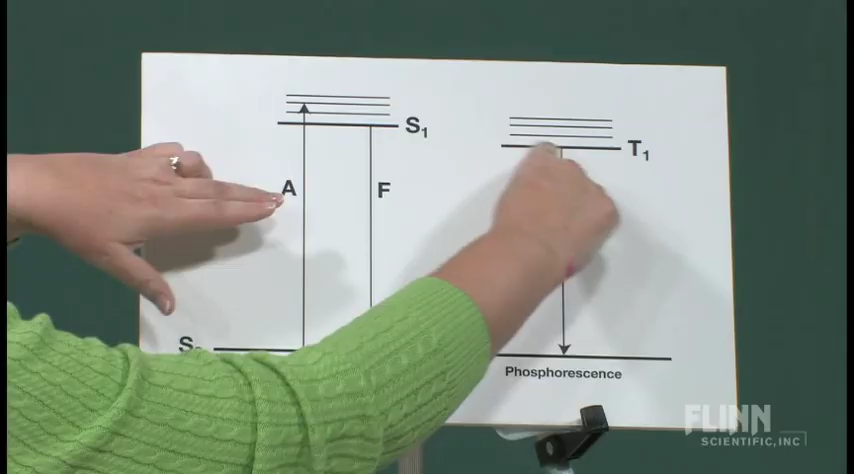 S1
T1
A
F
Phosphorescence
FLINN
SCIENTIFIC, INC